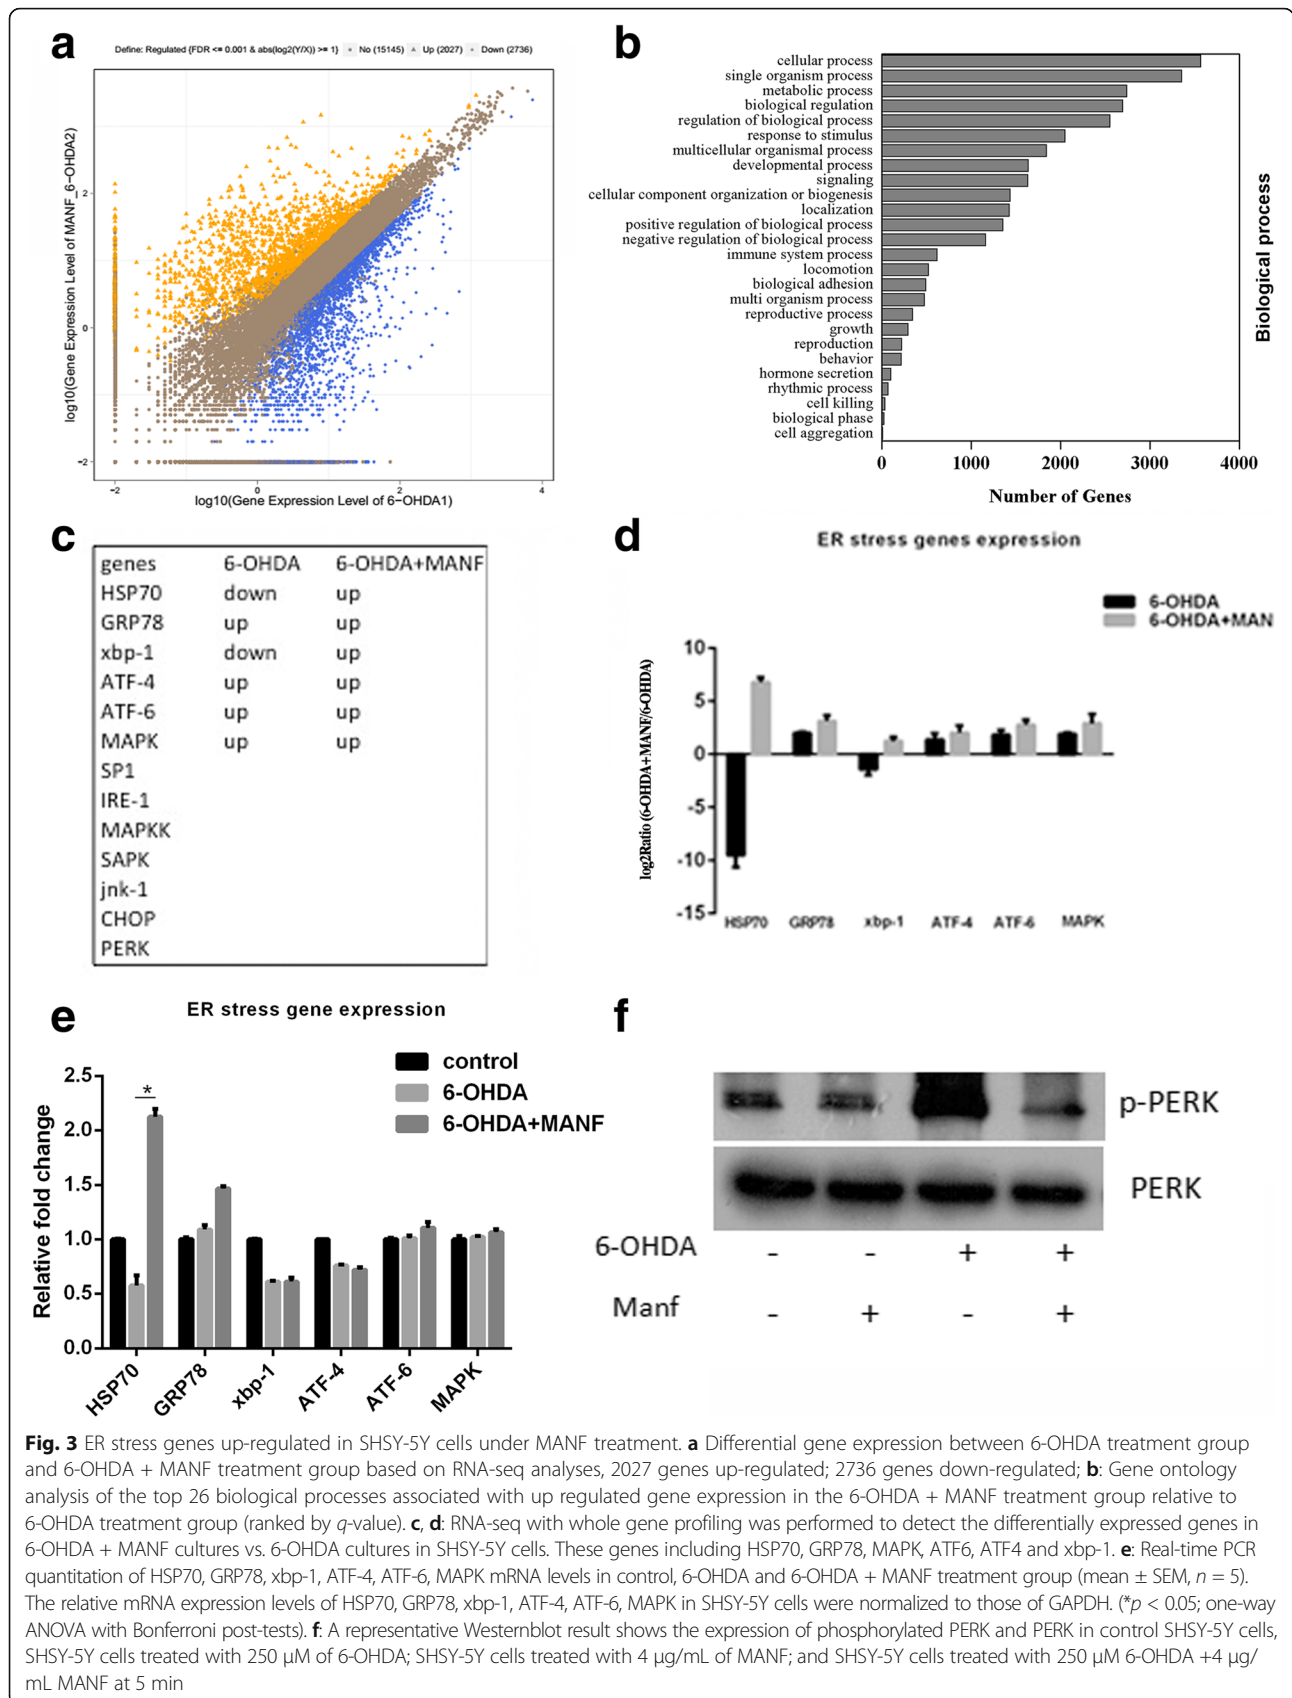 a
Define: Regulated {FDR <= 0.001 & abs(log2(Y/X)) >= 1} No (15145) Up (2027) Down (2736)
log10(Gene Expression Level of MANF_6−OHDA2)
2
0
−2
−2 0 2 4
log10(Gene Expression Level of 6−OHDA1)
b
cellular process
single organism process
metabolic process
biological regulation
regulation of biological process
response to stimulus
multicellular organismal process
developmental process
signaling
cellular component organization or biogenesis
localization
positive regulation of biological process
negative regulation of biological process
immune system process
locomotion
biological adhesion
multi organism process
reproductive process
growth
reproduction
behavior
hormone secretion
rhythmic process
cell killing
biological phase
cell aggregation
0 1000 2000 3000 4000
Number of Genes
Biological process
c
genes 6-OHDA 6-OHDA+MANF
HSP70 down up
GRP78 up up
xbp-1 down up
ATF-4 up up
ATF-6 up up
MAPK up up
SP1
IRE-1
MAPKK
SAPK
jnk-1
CHOP
PERK
d
ER stress genes expression
6-OHDA
6-OHDA+MAN
log2Ratio (6-OHDA+MANF/6-OHDA)
10
5
0
-5
-10
-15
HSP70 GRP78 xbp-1 ATF-4 ATF-6 MAPK
e
ER stress gene expression
control
6-OHDA
6-OHDA+MANF
Relative fold change
2.5
2.0
1.5
1.0
0.5
0.0
*
HSP70 GRP78 xbp-1 ATF-4 ATF-6 MAPK
f
p-PERK
PERK
6-OHDA - - + +
Manf - + - +
Fig. 3 ER stress genes up-regulated in SHSY-5Y cells under MANF treatment. a Differential gene expression between 6-OHDA treatment group
and 6-OHDA + MANF treatment group based on RNA-seq analyses, 2027 genes up-regulated; 2736 genes down-regulated; b: Gene ontology
analysis of the top 26 biological processes associated with up regulated gene expression in the 6-OHDA + MANF treatment group relative to
6-OHDA treatment group (ranked by q-value). c, d: RNA-seq with whole gene profiling was performed to detect the differentially expressed genes in
6-OHDA + MANF cultures vs. 6-OHDA cultures in SHSY-5Y cells. These genes including HSP70, GRP78, MAPK, ATF6, ATF4 and xbp-1. e: Real-time PCR
quantitation of HSP70, GRP78, xbp-1, ATF-4, ATF-6, MAPK mRNA levels in control, 6-OHDA and 6-OHDA + MANF treatment group (mean ± SEM, n = 5).
The relative mRNA expression levels of HSP70, GRP78, xbp-1, ATF-4, ATF-6, MAPK in SHSY-5Y cells were normalized to those of GAPDH. (*p < 0.05; one-way
ANOVA with Bonferroni post-tests). f: A representative Westernblot result shows the expression of phosphorylated PERK and PERK in control SHSY-5Y cells,
SHSY-5Y cells treated with 250 μM of 6-OHDA; SHSY-5Y cells treated with 4 μg/mL of MANF; and SHSY-5Y cells treated with 250 μM 6-OHDA +4 μg/
mL MANF at 5 min